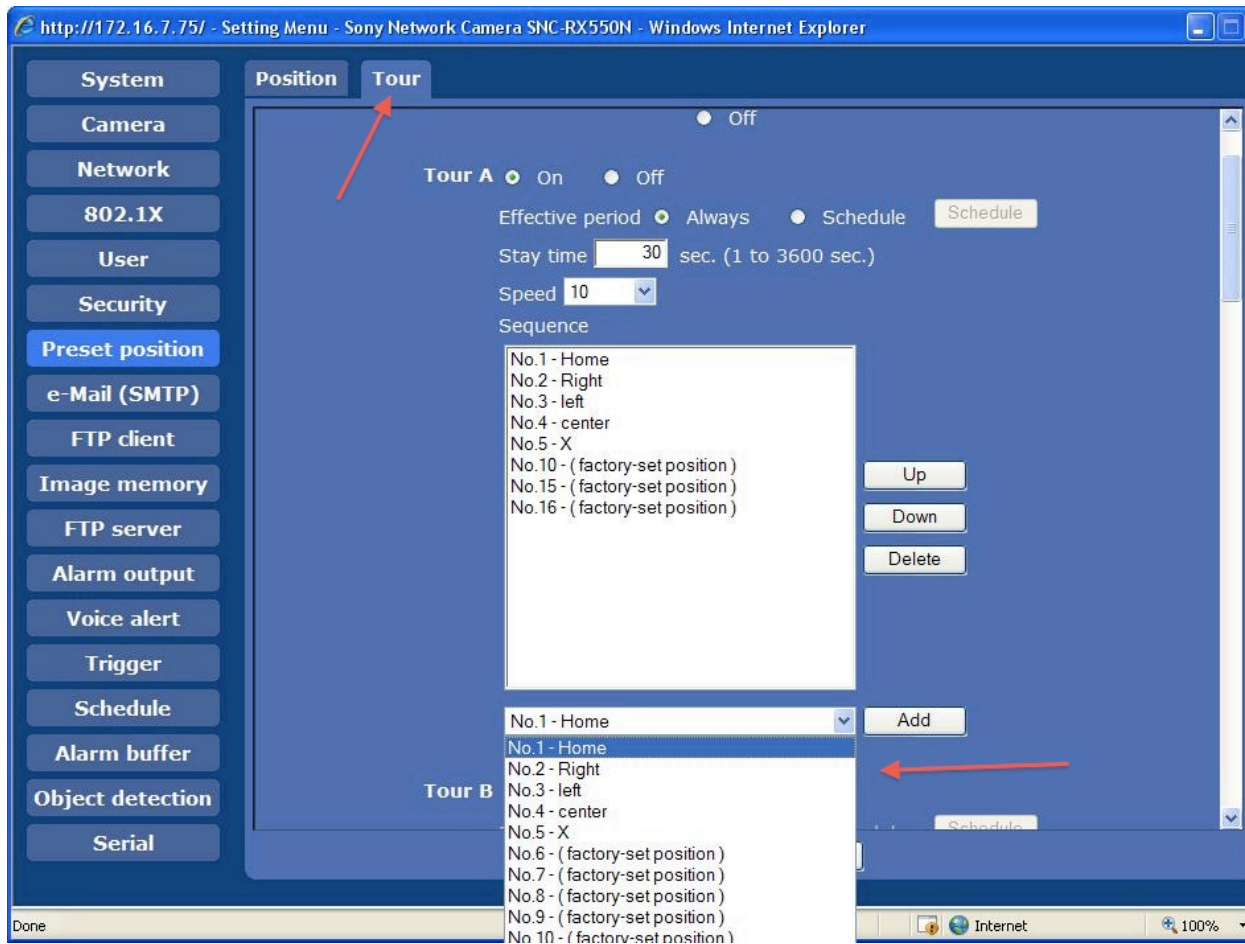 http://172.16.7.75/ - Setting Menu - Sony Network Camera SNC-RX550N - Windows Internet Explorer
System
Camera
Network
802.1X
User
Security
Preset position
e-Mail (SMTP)
FTP client
Image memory
FTP server
Alarm output
Voice alert
Trigger
Schedule
Alarm buffer
Object detection
Serial
Position Tour
Off
Tour A On Off
Effective period Always Schedule Schedule
Stay time 30 sec. (1 to 3600 sec.)
Speed 10
Sequence
No.1 - Home
No.2 - Right
No.3 - left
No.4 - center
No.5 - X
No.10 - ( factory-set position )
No.15 - ( factory-set position )
No.16 - ( factory-set position )
Up
Down
Delete
No.1 - Home Add
No.1 - Home
No.2 - Right
No.3 - left
No.4 - center
No.5 - X
No.6 - ( factory-set position )
No.7 - ( factory-set position )
No.8 - ( factory-set position )
No.9 - ( factory-set position )
No.10 - ( factory-set position )
Tour B
Schedule
Done Internet 100%